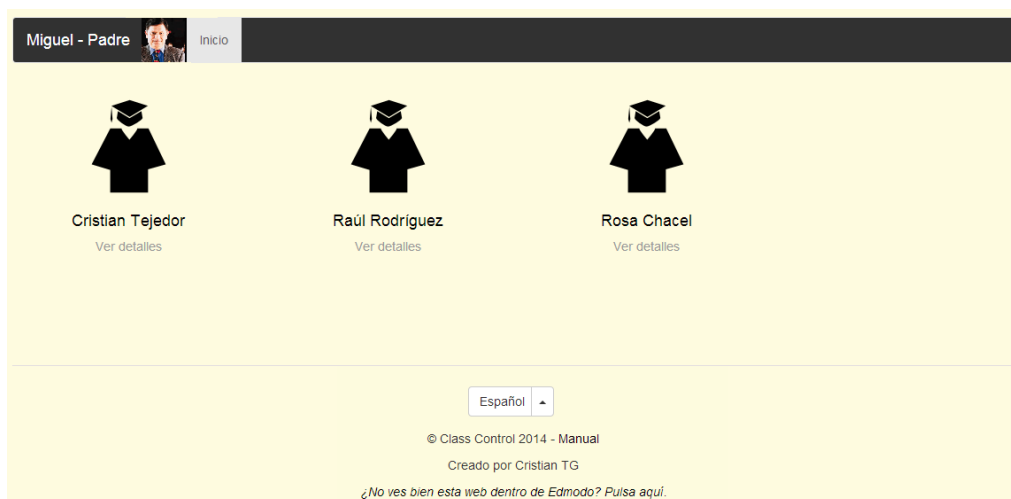 Miguel - Padre Inicio
Cristian Tejedor Raúl Rodríguez Rosa Chacel
Ver detalles Ver detalles Ver detalles
Español
© Class Control 2014 - Manual
Creado por Cristian TG
¿No ves bien esta web dentro de Edmodo? Pulsa aquí.